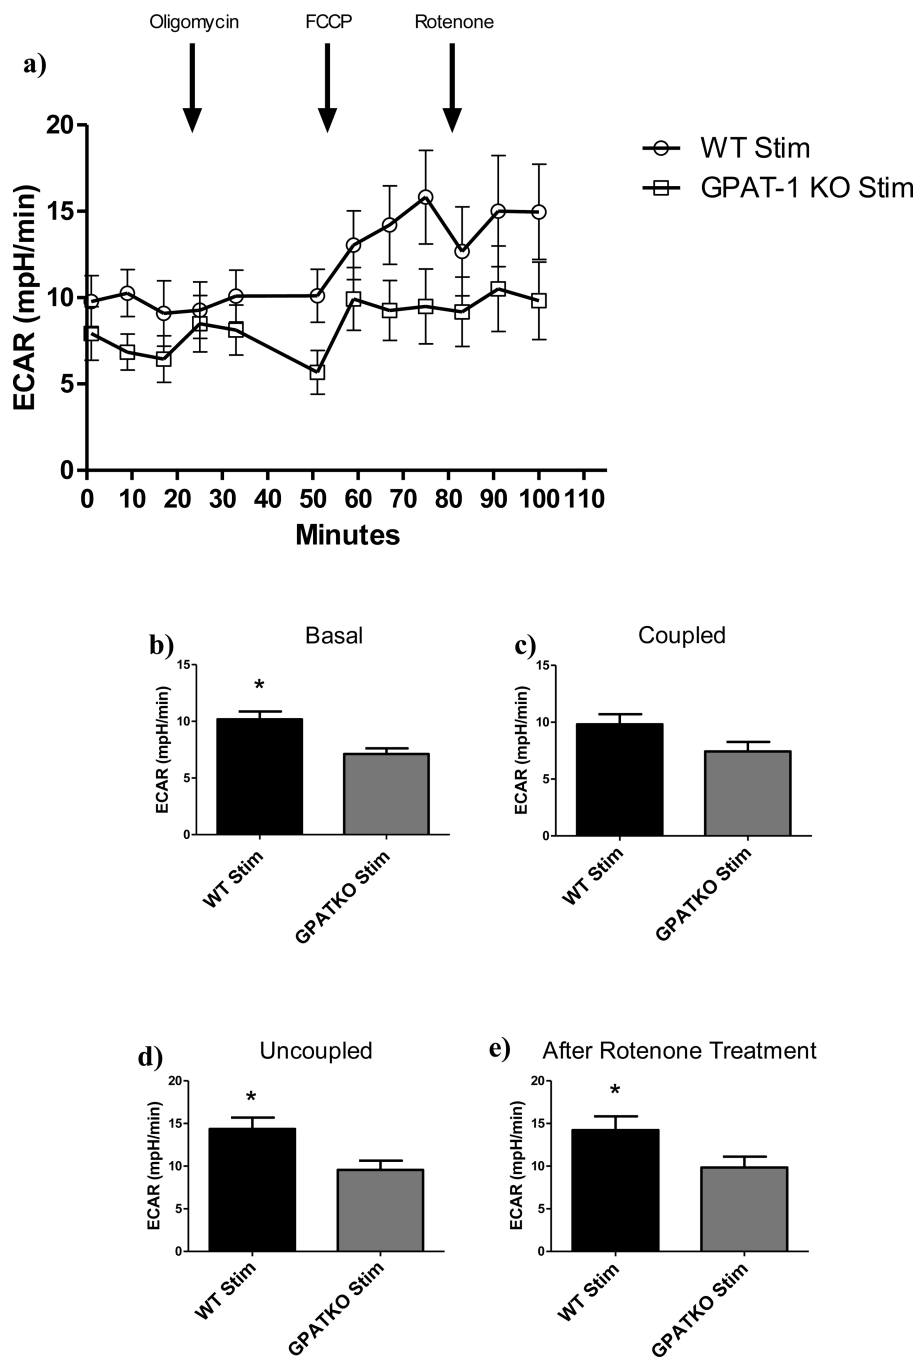 Oligomycin FCCP Rotenone
a)
20
15
10
5
0
ECAR (mpH/min)
0 10 20 30 40 50 60 70 80 90 100 110
Minutes
WT Stim
GPAT-1 KO Stim
b) Basal
15
10
5
0
ECAR (mpH/min)
*
WT Stim
GPATKO Stim
c) Coupled
15
10
5
0
ECAR (mpH/min)
WT Stim
GPATKO Stim
d) Uncoupled
20
15
10
5
0
ECAR (mpH/min)
*
WT Stim
GPATKO Stim
e) After Rotenone Treatment
20
15
10
5
0
ECAR (mpH/min)
*
WT Stim
GPATKO Stim